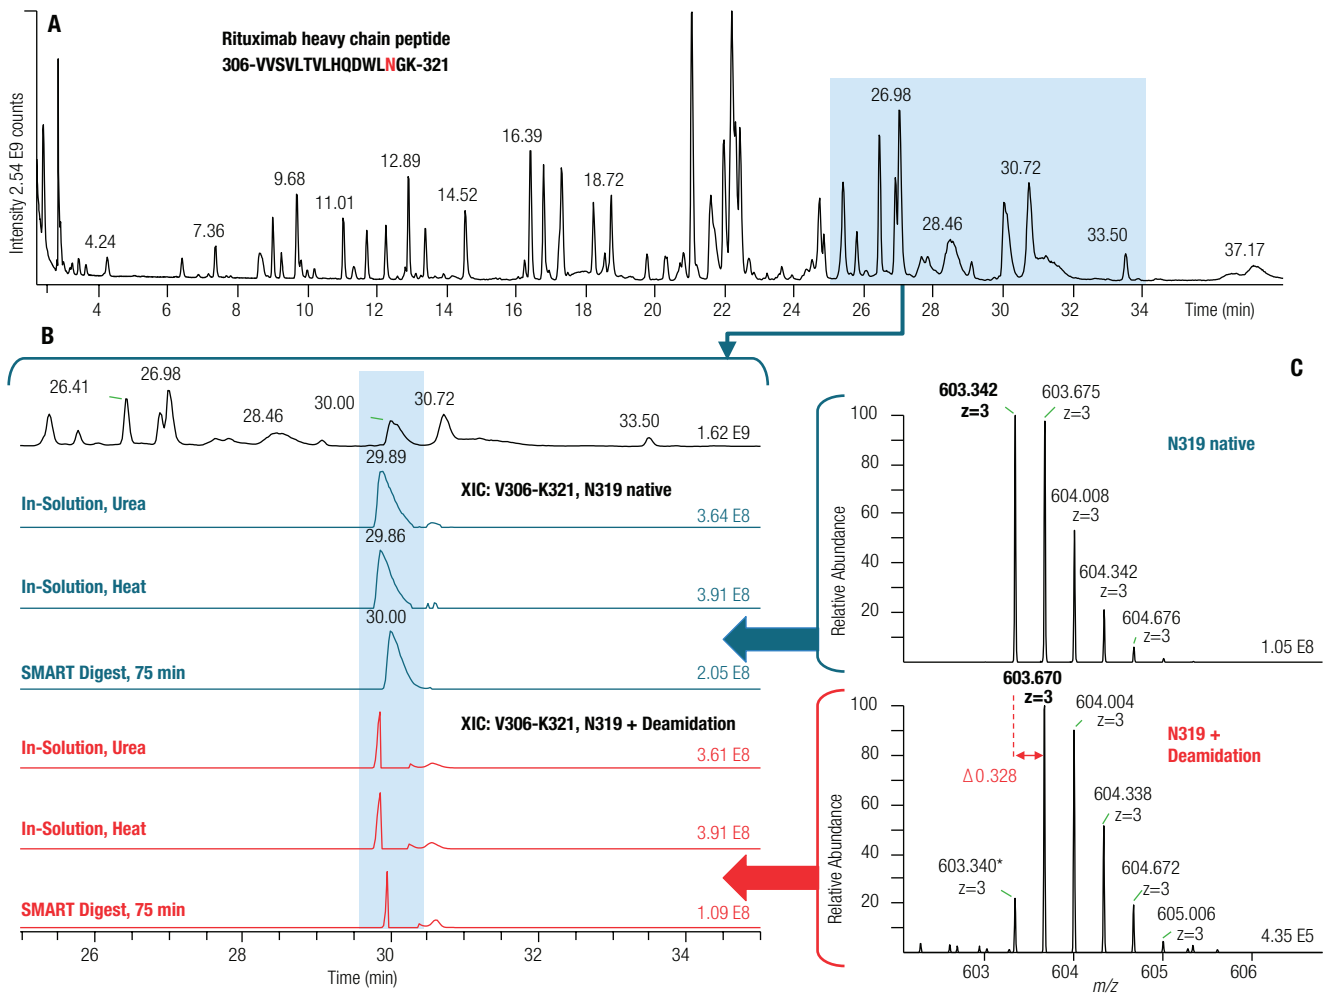 A
Rituximab heavy chain peptide
306-VVSVLTVLHQDWLNGK-321
Intensity 2.54 E9 counts
4.24
7.36
9.68
11.01
12.89
14.52
16.39
18.72
26.98
28.46
30.72
33.50
37.17
4 6 8 10 12 14 16 18 20 22 24 26 28 30 32 34 Time (min)
B
26.41
26.98
28.46
30.00
30.72
33.50
1.62 E9
29.89
XIC: V306-K321, N319 native
In-Solution, Urea
3.64 E8
29.86
In-Solution, Heat
3.91 E8
30.00
SMART Digest, 75 min
2.05 E8
XIC: V306-K321, N319 + Deamidation
In-Solution, Urea
3.61 E8
In-Solution, Heat
3.91 E8
SMART Digest, 75 min
1.09 E8
26 28 30 32 34
Time (min)
C
603.342
z=3
603.675
z=3
N319 native
604.008
z=3
604.342
z=3
604.676
z=3
1.05 E8
100
80
60
40
20
Relative Abundance
603.670
z=3
604.004
z=3
N319 +
Deamidation
Δ0.328
604.338
z=3
603.340*
z=3
604.672
z=3
605.006
z=3
4.35 E5
100
80
60
40
20
Relative Abundance
603 604 605 606
m/z